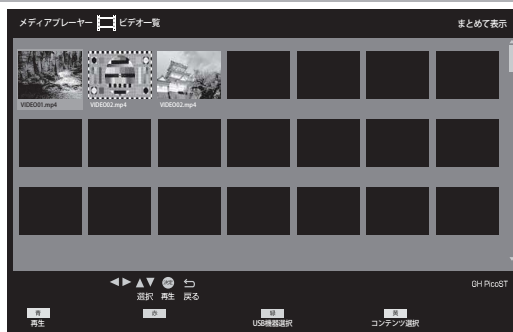 メディアプレーヤー ビデオ一覧 まとめて表示
VIDEO01.mp4 VIDEO02.mp4 VIDEO02.mp4
決定
選択 再生 戻る
GH PicoST
青 赤 緑 黄
再生 USB機器選択 コンテンツ選択